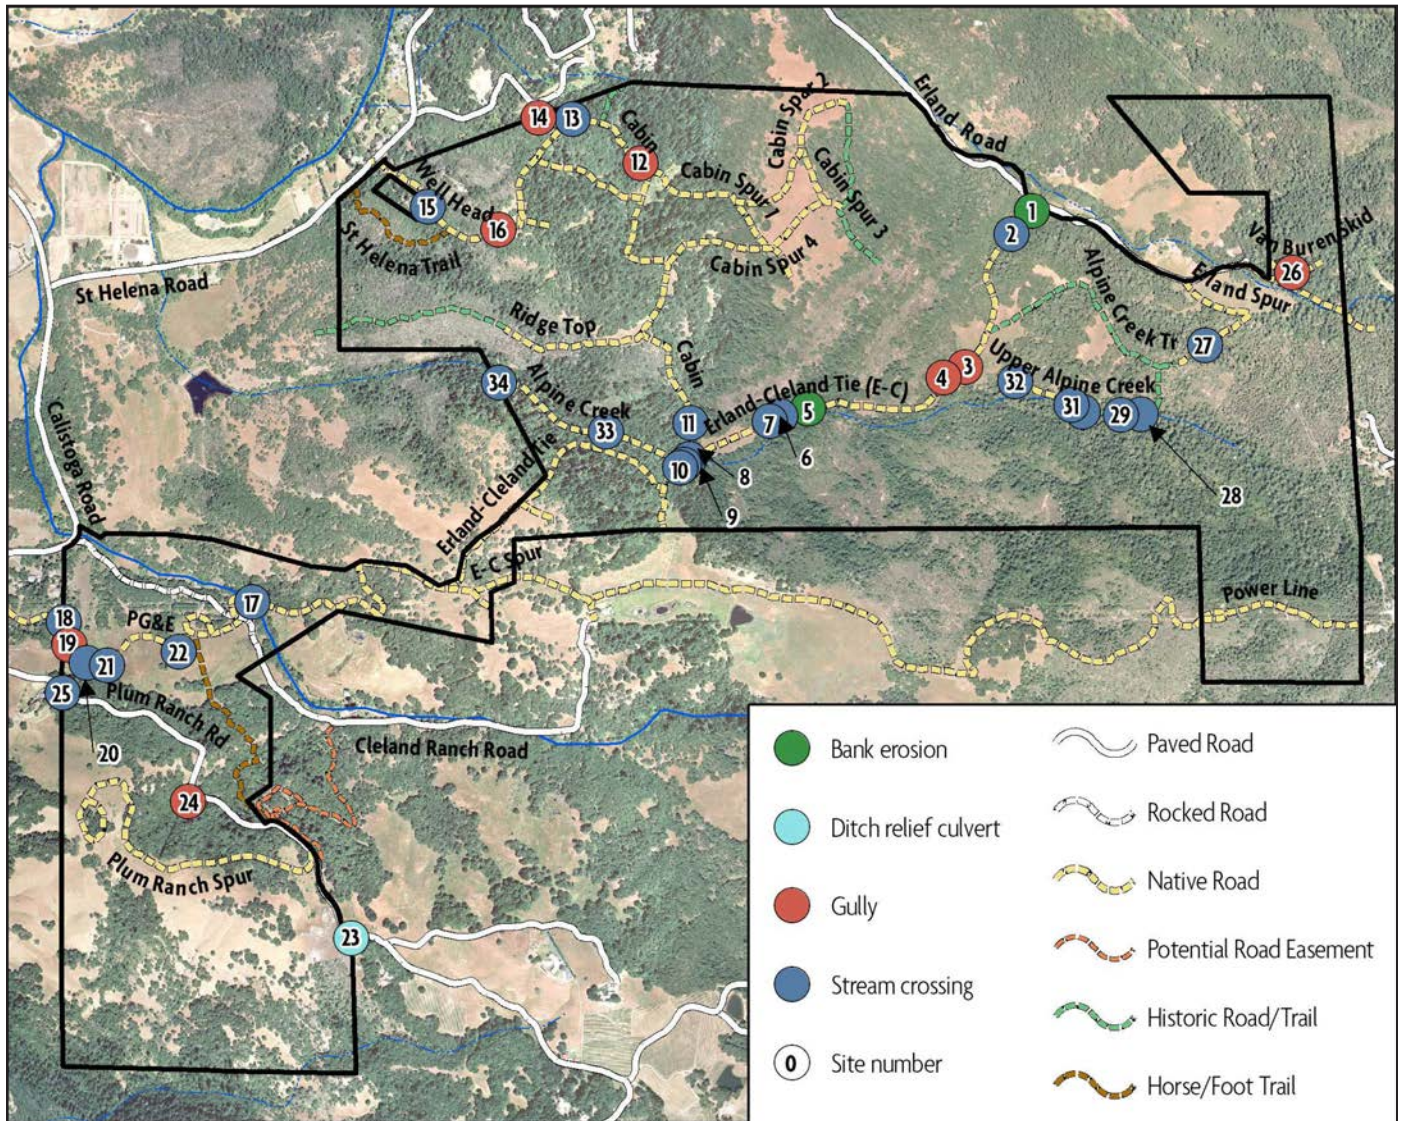 Erland Road
Cabin Spur 2
14
13
Cabin
12
Cabin Spur 1
Cabin Spur 3
1
2
Well Head
15
16
St Helena Trail
Cabin Spur 4
Van Buren Skid
26
Erland Spur
Alpine Creek Tr
27
St Helena Road
Ridge Top
Cabin
34
Alpine Creek
33
11
Erland-Cleland Tie (E-C)
3
4
Upper Alpine Creek
32
31
29
28
5
7
6
10
8
9
Calistoga Road
Erland-Cleland Tie
E-C Spur
Power Line
18
19
PG&E
17
21
22
25
20
Plum Ranch Rd
Cleland Ranch Road
24
Plum Ranch Spur
23
Bank erosion
Ditch relief culvert
Gully
Stream crossing
0 Site number
Paved Road
Rocked Road
Native Road
Potential Road Easement
Historic Road/Trail
Horse/Foot Trail